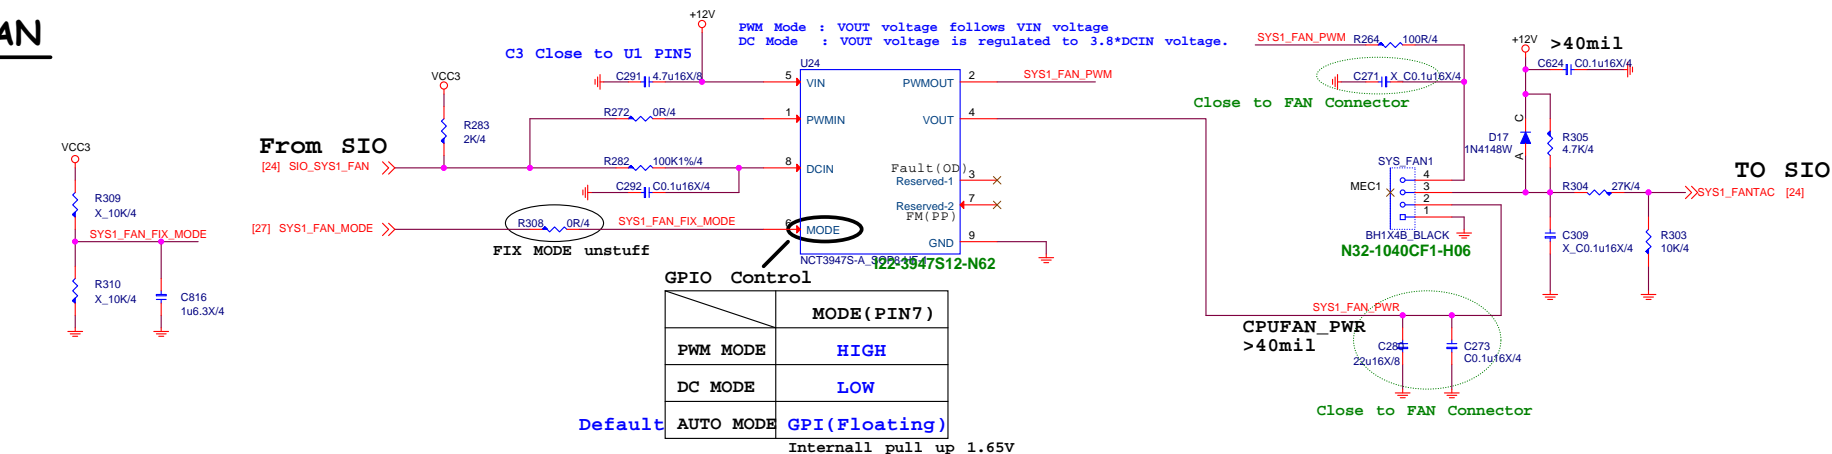 AN
+12V
PWM Mode : VOUT voltage follows VIN voltage
DC Mode : VOUT voltage is regulated to 3.8*DCIN voltage.
C3 Close to U1 PIN5
SYS1_FAN_PWM
R264
100R/4
+12V
>40mil
C624
C0.1u16X/4
U24
VCC3
C291
4.7u16X/8
5
VIN
PWMOUT
2
SYS1_FAN_PWM
C271
X_C0.1u16X/4
Close to FAN Connector
R283
2K/4
R272
0R/4
1
PWMIN
VOUT
4
D17
1N4148W
C
A
R305
4.7K/4
VCC3
From SIO
[24] SIO_SYS1_FAN
R282
100K1%/4
8
DCIN
Fault(OD)
Reserved-1
3
SYS_FAN1
MEC1
4
3
2
1
TO SIO
R304
27K/4
SYS1_FANTAC [24]
C292
C0.1u16X/4
Reserved-2
7
FM(PP)
R309
X_10K/4
SYS1_FAN_FIX_MODE
[27] SYS1_FAN_MODE
R308
0R/4
SYS1_FAN_FIX_MODE
6
MODE
GND
9
FIX MODE unstuff
BH1X4B_BLACK
N32-1040CF1-H06
C309
X_C0.1u16X/4
R303
10K/4
I22-3947S12-N62
R310
X_10K/4
C816
1u6.3X/4
GPIO Control
MODE(PIN7)
PWM MODE
HIGH
DC MODE
LOW
Default
AUTO MODE
GPI(Floating)
Internall pull up 1.65V
SYS1_FAN_PWR
CPUFAN_PWR
>40mil
22u16X/8
C273
C0.1u16X/4
Close to FAN Connector